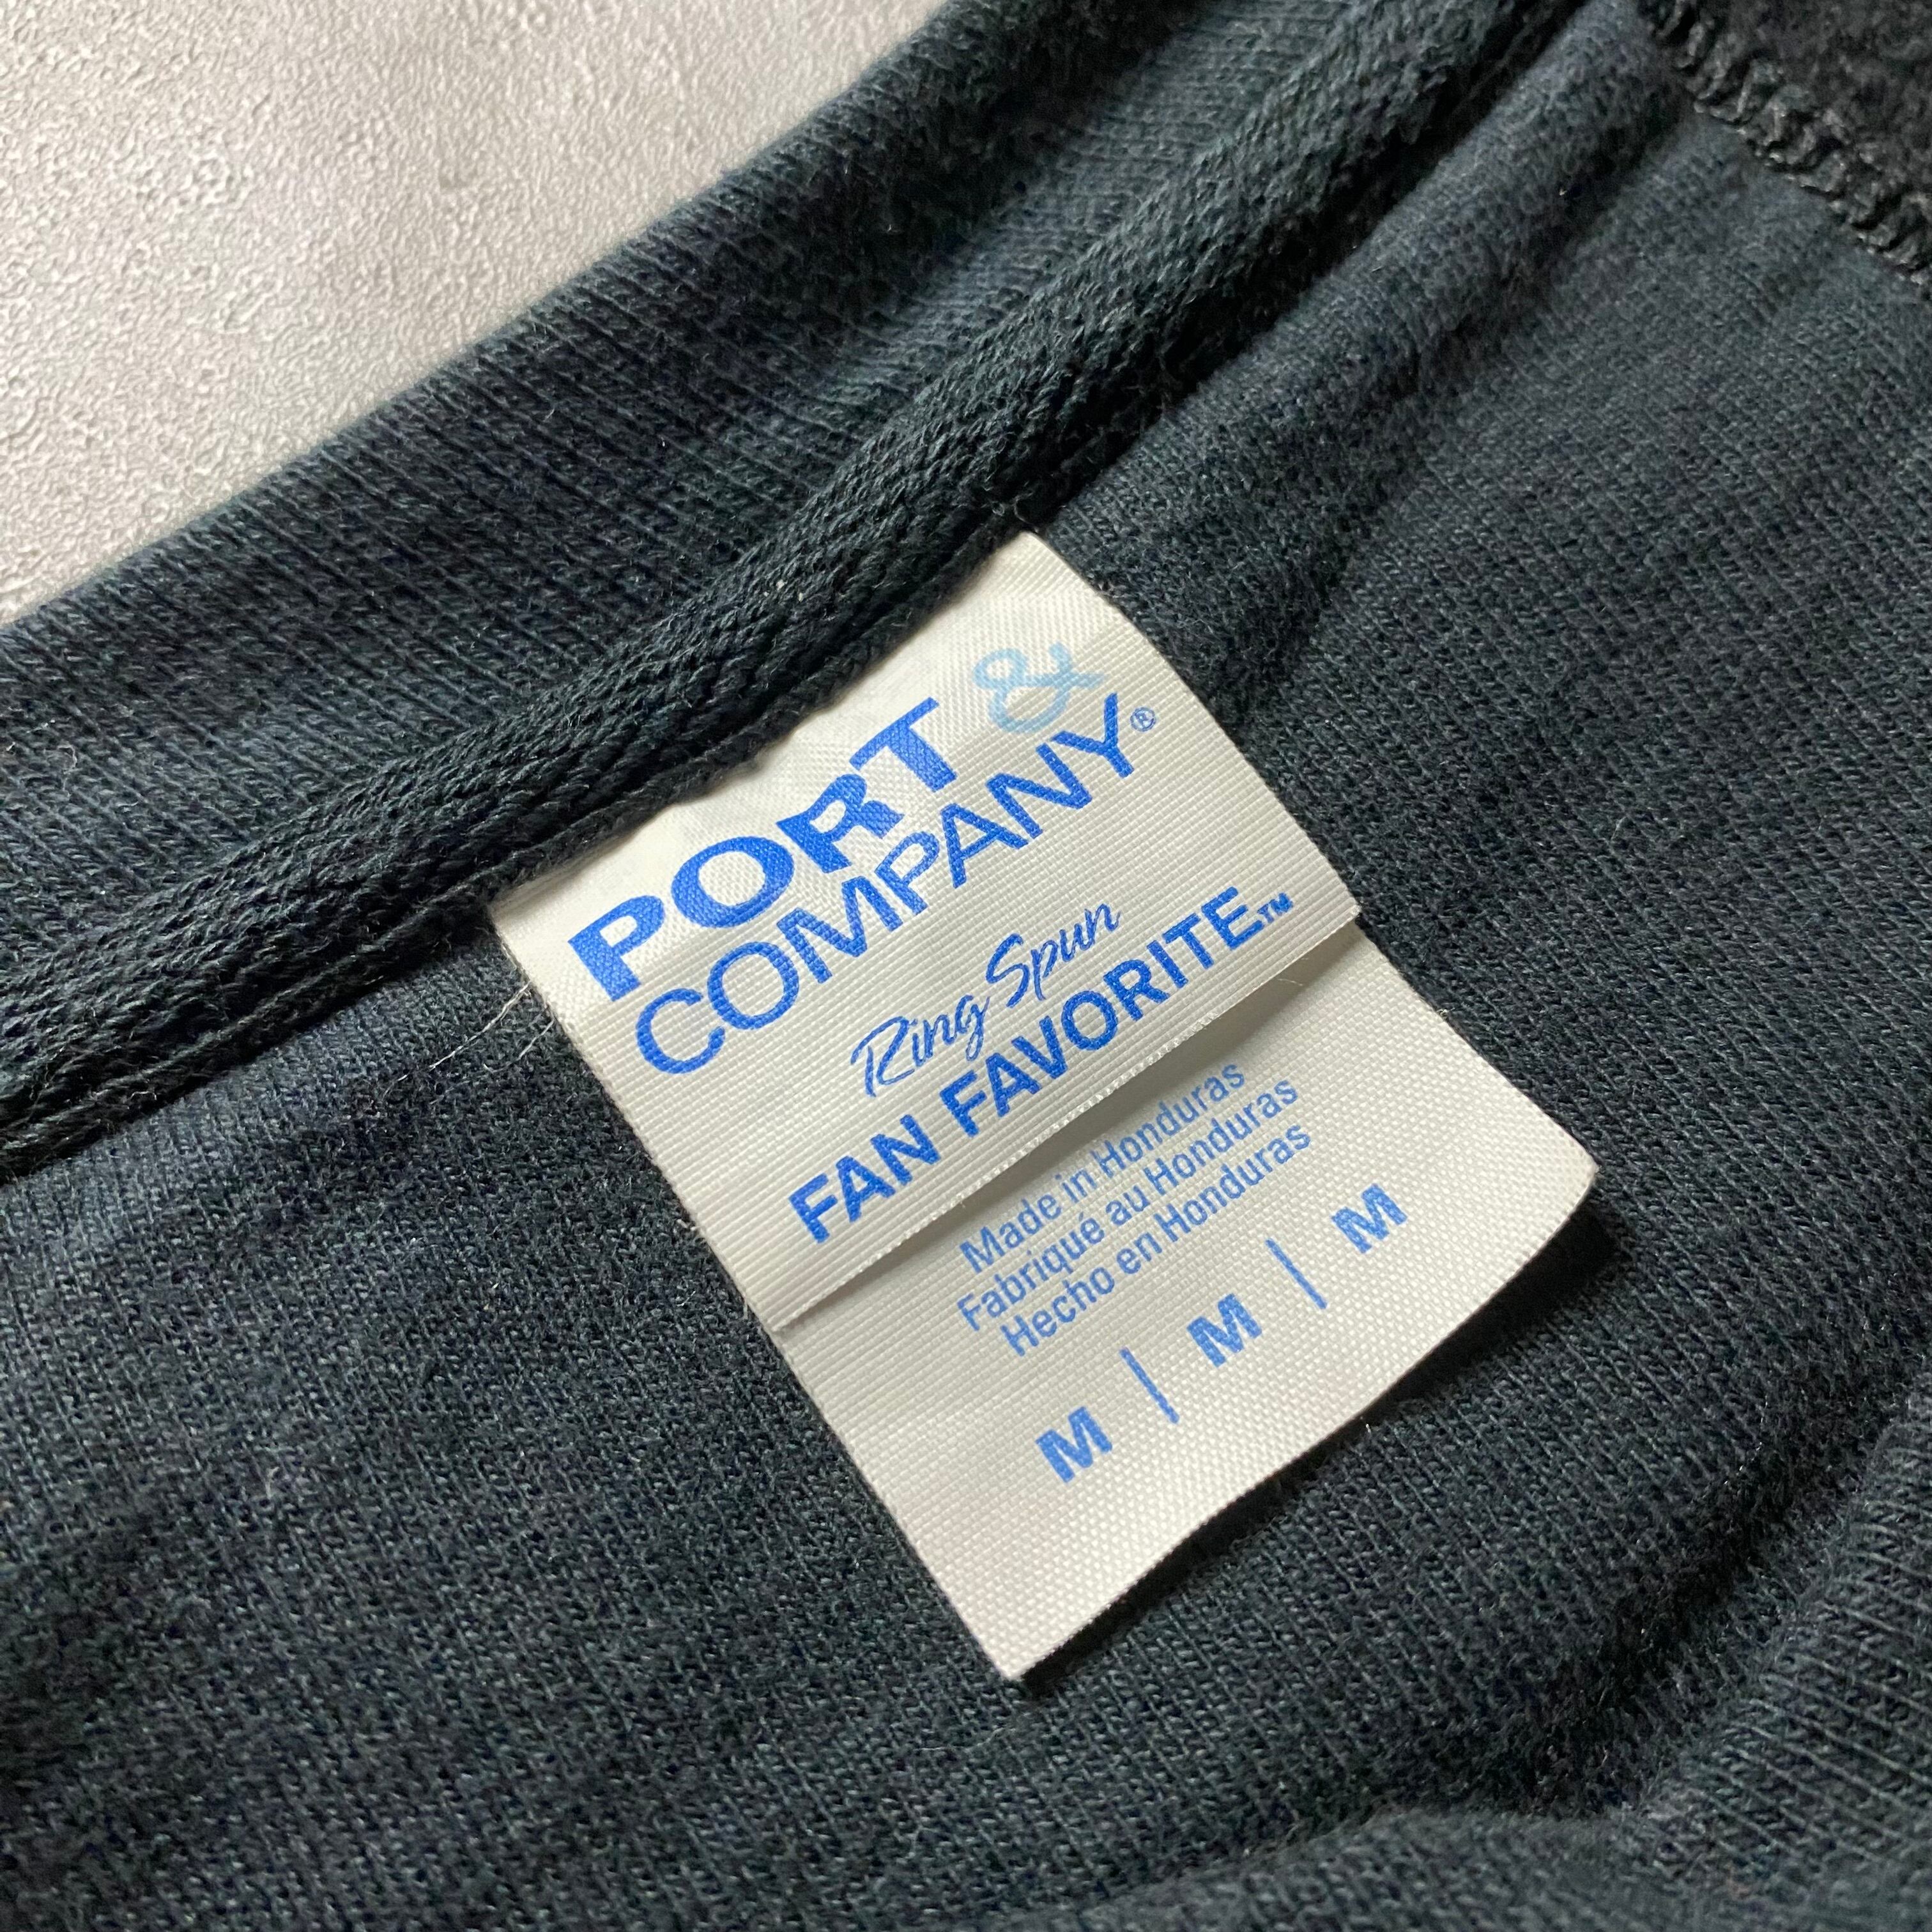 PORT &
COMPANY®
Ring Spun
FAN FAVORITE™
Made in Honduras
Fabriqué au Honduras
Hecho en Honduras
M | M | M